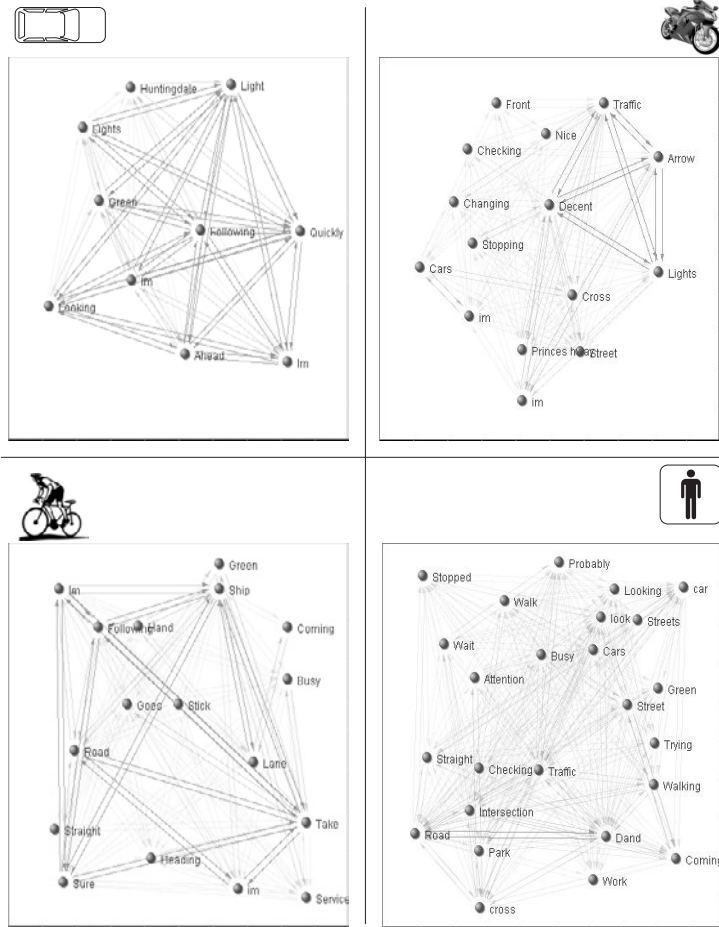 Huntingdale
Light
Lights
Green
Following
Quickly
Im
Looking
Ahead
Im
Front
Traffic
Nice
Checking
Arrow
Changing
Decent
Stopping
Cars
Lights
Cross
im
Princes
Street
im
Green
Im
Ship
Following
Hand
Coming
Busy
Goes
Stick
Road
Lane
Take
Straight
Heading
Sure
im
Service
Probably
Stopped
Looking
car
Walk
look
Streets
Wait
Busy
Cars
Attention
Green
Street
Trying
Straight
Checking
Traffic
Walking
Intersection
Road
Dand
Park
Coming
Work
cross